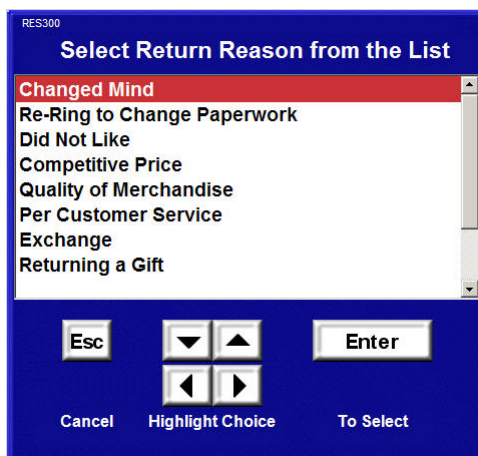 RES300
Select Return Reason from the List
Changed Mind
Re-Ring to Change Paperwork
Did Not Like
Competitive Price
Quality of Merchandise
Per Customer Service
Exchange
Returning a Gift
Esc
Enter
Cancel
Highlight Choice
To Select